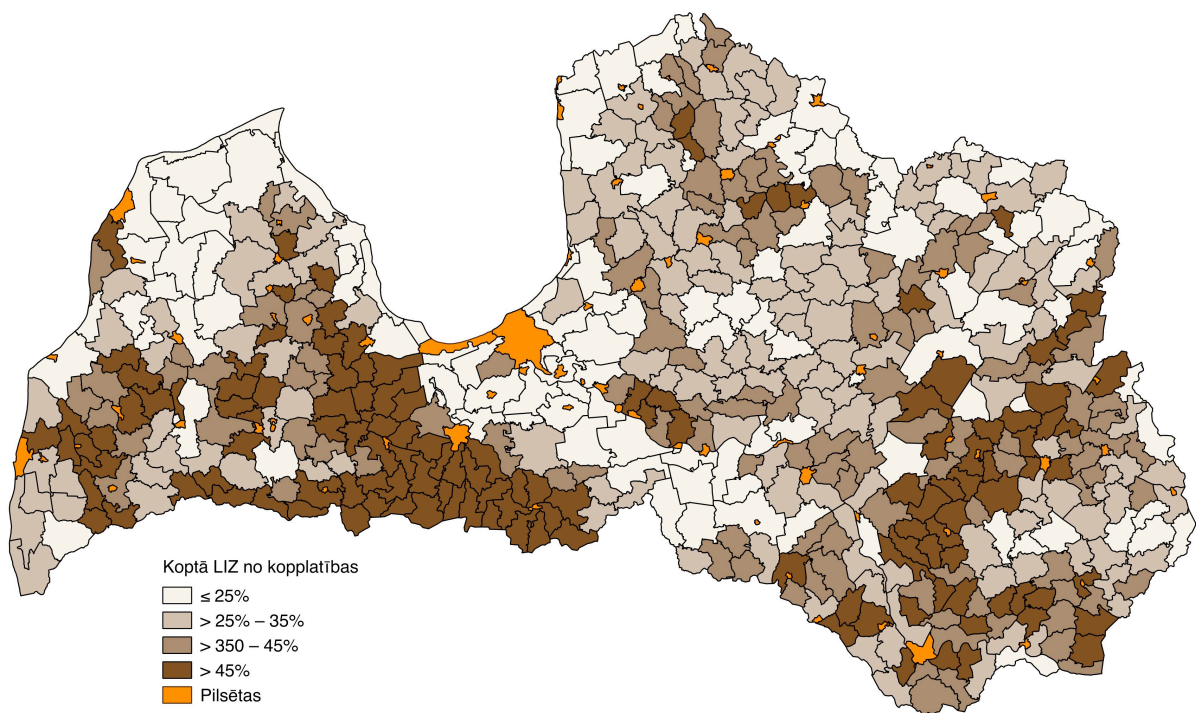 Koptā LIZ no kopplatības
≤ 25%
> 25% – 35%
> 350 – 45%
> 45%
Pilsētas